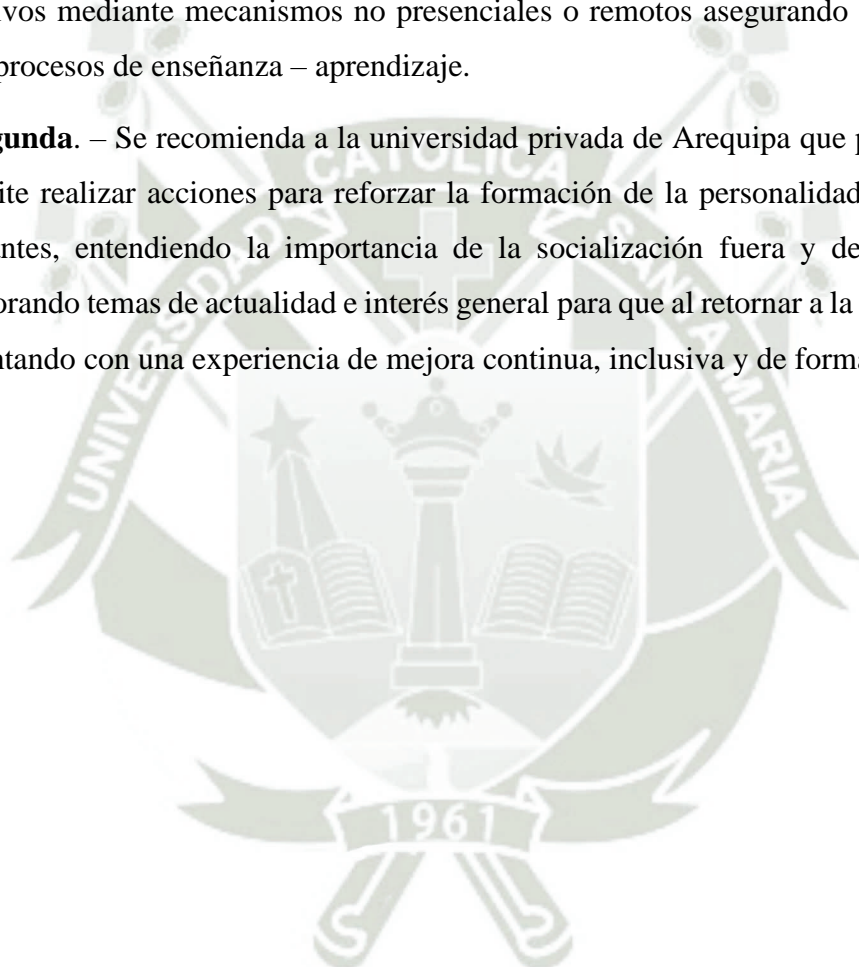 vos mediante mecanismos no presenciales o remotos asegurando
procesos de enseñanza – aprendizaje.
gunda. – Se recomienda a la universidad privada de Arequipa que
ite realizar acciones para reforzar la formación de la personalidad
antes, entendiendo la importancia de la socialización fuera y de
orando temas de actualidad e interés general para que al retornar a la
ntando con una experiencia de mejora continua, inclusiva y de forma
UNIVERSIDAD CATOLICA SANTA MARIA
1961